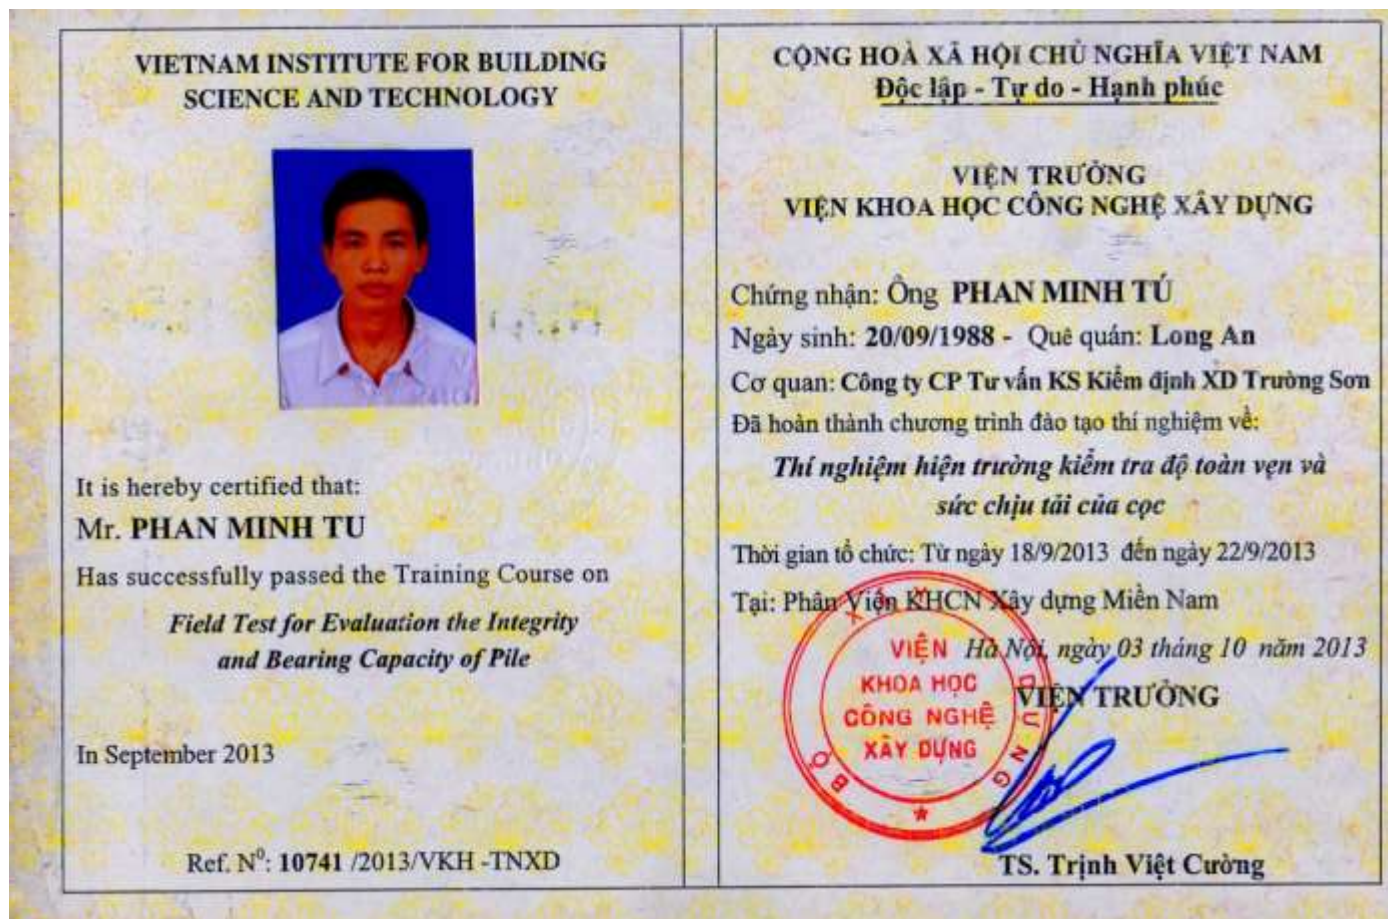 VIETNAM INSTITUTE FOR BUILDING
SCIENCE AND TECHNOLOGY
It is hereby certified that:
Mr. PHAN MINH TU
Has successfully passed the Training Course on
Field Test for Evaluation the Integrity
and Bearing Capacity of Pile
In September 2013
Ref. N⁰: 10741 /2013/VKH -TNXD
CỘNG HOÀ XÃ HỘI CHỦ NGHĨA VIỆT NAM
Độc lập - Tự do - Hạnh phúc
VIỆN TRƯỞNG
VIỆN KHOA HỌC CÔNG NGHỆ XÂY DỰNG
Chứng nhận: Ông PHAN MINH TÚ
Ngày sinh: 20/09/1988 - Quê quán: Long An
Cơ quan: Công ty CP Tư vấn KS Kiểm định XD Trường Sơn
Đã hoàn thành chương trình đào tạo thí nghiệm về:
Thí nghiệm hiện trường kiểm tra độ toàn vẹn và
sức chịu tải của cọc
Thời gian tổ chức: Từ ngày 18/9/2013 đến ngày 22/9/2013
Tại: Phân Viện KHCN Xây dựng Miền Nam
Hà Nội, ngày 03 tháng 10 năm 2013
VIỆN TRƯỞNG
BỘ XÂY DỰNG
VIỆN
KHOA HỌC
CÔNG NGHỆ
XÂY DỰNG
TS. Trịnh Việt Cường